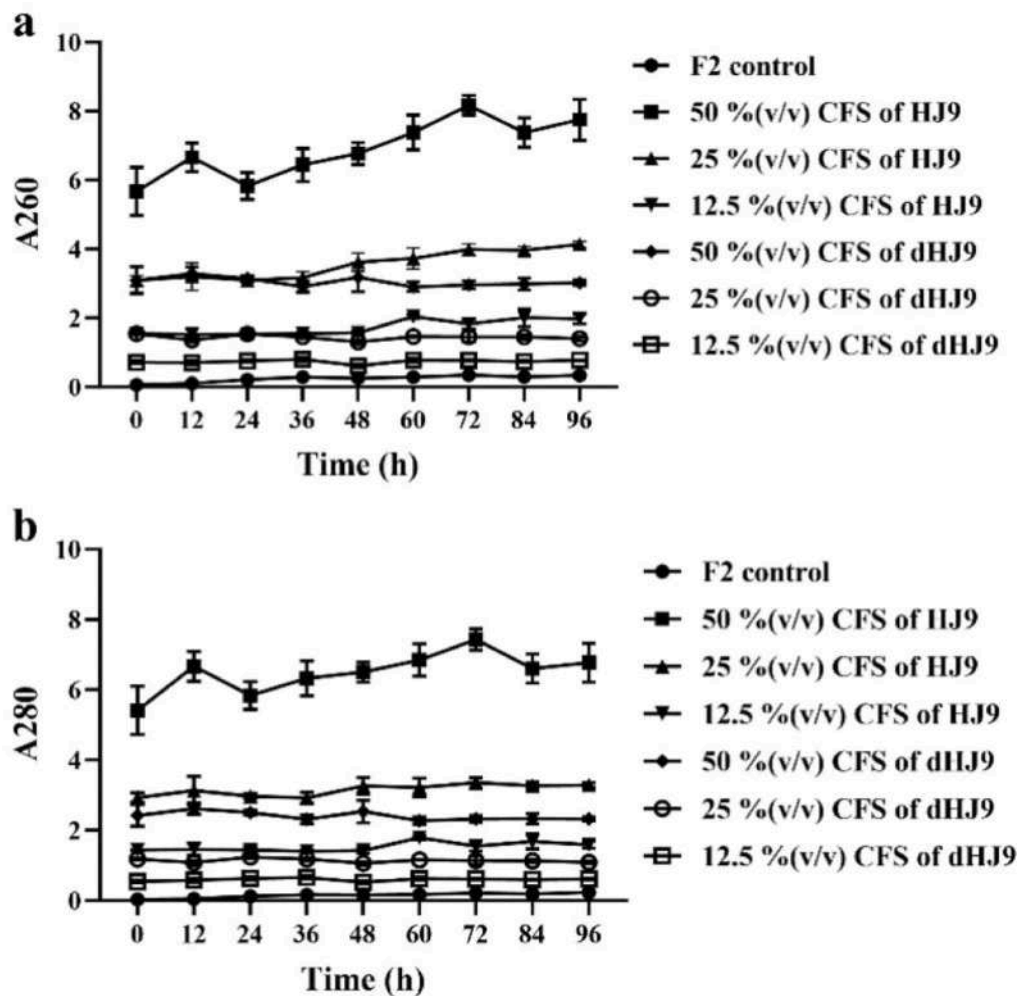 a
A260
10
8
6
4
2
0
0 12 24 36 48 60 72 84 96
Time (h)
F2 control
50 %(v/v) CFS of HJ9
25 %(v/v) CFS of HJ9
12.5 %(v/v) CFS of HJ9
50 %(v/v) CFS of dHJ9
25 %(v/v) CFS of dHJ9
12.5 %(v/v) CFS of dHJ9
b
A280
10
8
6
4
2
0
0 12 24 36 48 60 72 84 96
Time (h)
F2 control
50 %(v/v) CFS of HJ9
25 %(v/v) CFS of HJ9
12.5 %(v/v) CFS of HJ9
50 %(v/v) CFS of dHJ9
25 %(v/v) CFS of dHJ9
12.5 %(v/v) CFS of dHJ9